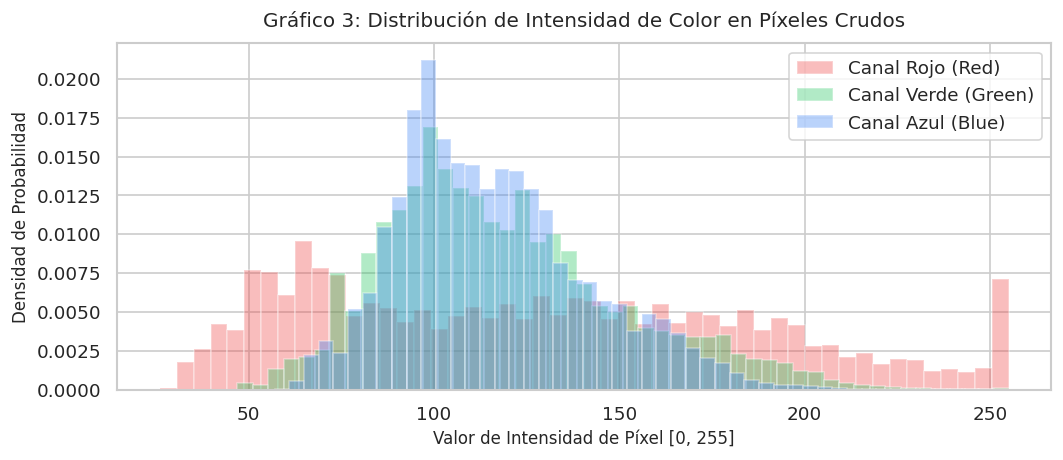 Gráfico 3: Distribución de Intensidad de Color en Píxeles Crudos
Canal Rojo (Red)
Canal Verde (Green)
Canal Azul (Blue)
Densidad de Probabilidad
0.0200
0.0175
0.0150
0.0125
0.0100
0.0075
0.0050
0.0025
0.0000
50 100 150 200 250
Valor de Intensidad de Píxel [0, 255]